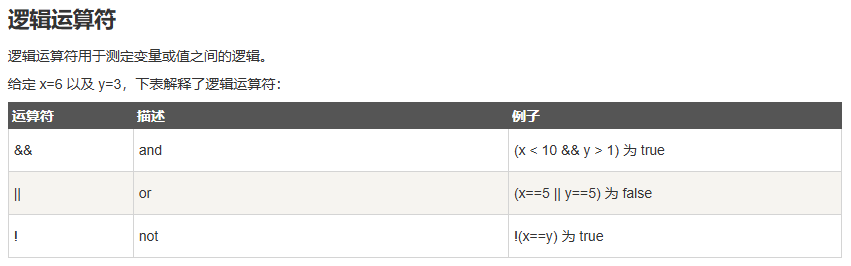 逻辑运算符
逻辑运算符用于测定变量或值之间的逻辑。
给定 x=6 以及 y=3，下表解释了逻辑运算符：
运算符 描述 例子
&& and (x < 10 && y > 1) 为 true
|| or (x==5 || y==5) 为 false
! not !(x==y) 为 true